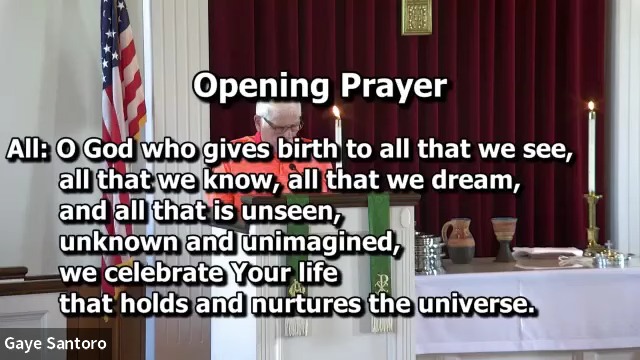 Opening Prayer
All: O God who gives birth to all that we see,
all that we know, all that we dream,
and all that is unseen,
unknown and unimagined,
we celebrate Your life
that holds and nurtures the universe.
Gaye Santoro